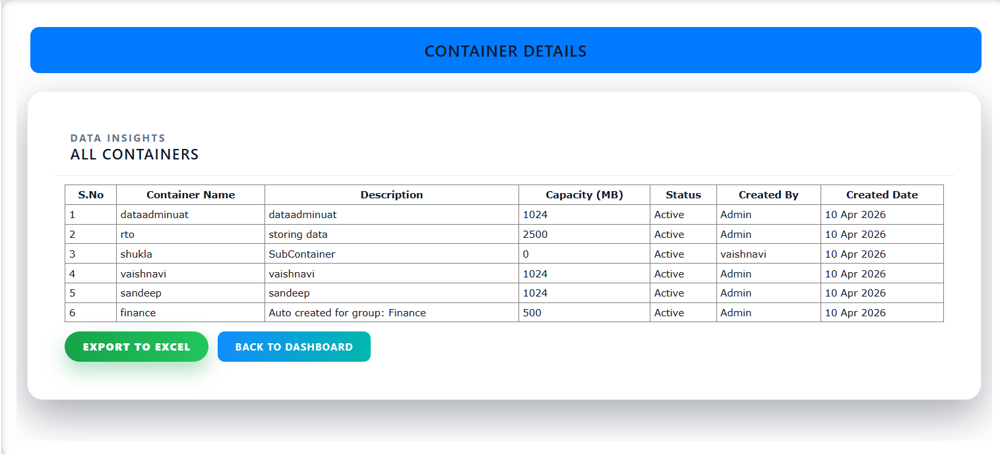 CONTAINER DETAILS
DATA INSIGHTS
ALL CONTAINERS
S.No Container Name Description Capacity (MB) Status Created By Created Date
1 dataadminuat dataadminuat 1024 Active Admin 10 Apr 2026
2 rto storing data 2500 Active Admin 10 Apr 2026
3 shukla SubContainer 0 Active vaishnavi 10 Apr 2026
4 vaishnavi vaishnavi 1024 Active Admin 10 Apr 2026
5 sandeep sandeep 1024 Active Admin 10 Apr 2026
6 finance Auto created for group: Finance 500 Active Admin 10 Apr 2026
EXPORT TO EXCEL BACK TO DASHBOARD